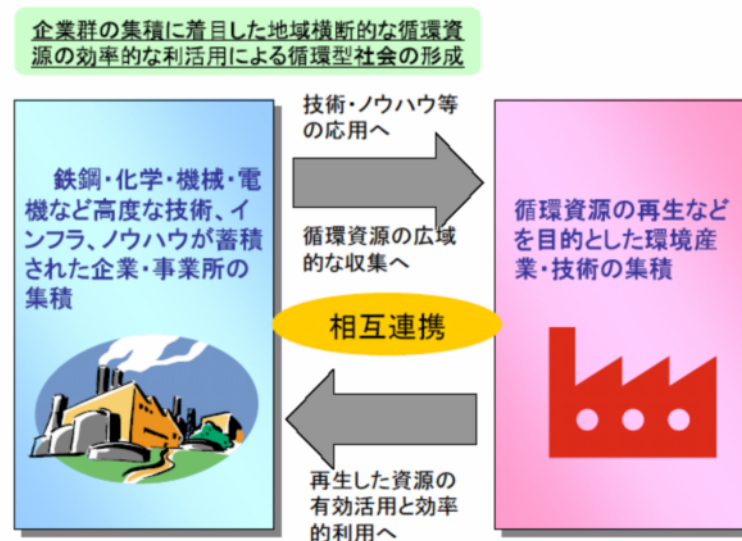 企業群の集積に着目した地域横断的な循環資
源の効率的な利活用による循環型社会の形成
鉄鋼・化学・機械・電
機など高度な技術、イ
ンフラ、ノウハウが蓄積
された企業・事業所の
集積
技術・ノウハウ等
の応用へ
循環資源の広域
的な収集へ
相互連携
再生した資源の
有効活用と効率
的利用へ
循環資源の再生など
を目的とした環境産
業・技術の集積